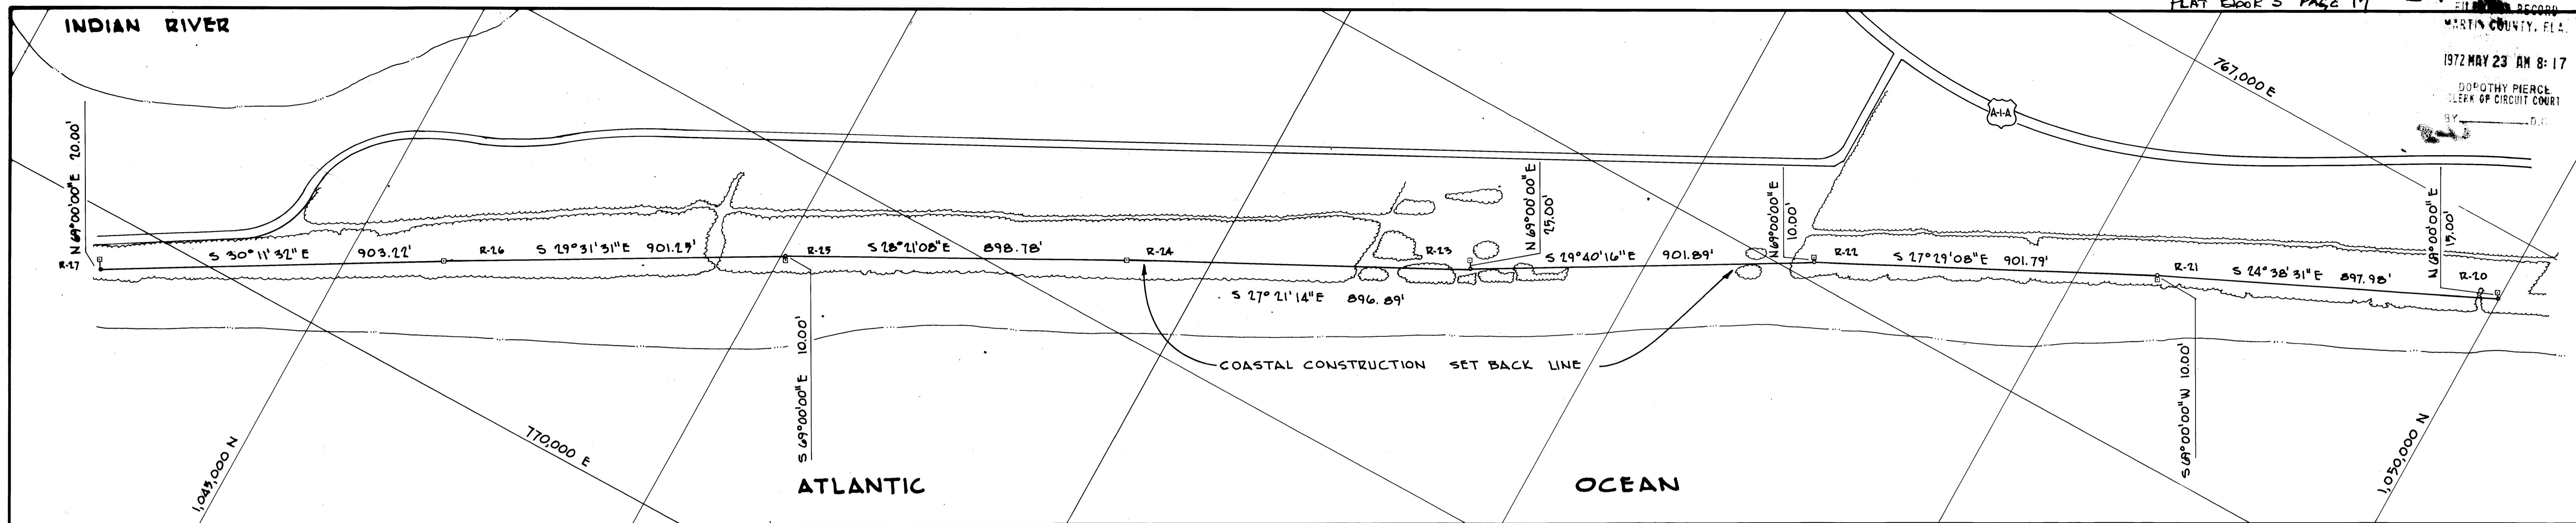 PLAT BOOK 5 PAGE 17
INDIAN RIVER
RECORD
MARTIN COUNTY, FLA.
1972 MAY 23 AM 8:17
DOROTHY PIERCE
CLERK OF CIRCUIT COURT
BY D.C.
767,000 E
A-1-A
N 69°00'00"E 20.00'
R-27
S 30°11'32"E 903.22'
R-26
S 29°31'31"E 901.23'
R-25
S 28°21'08"E 898.78'
R-24
R-23
N 69°00'00"E
25.00'
S 29°40'16"E 901.89'
N 69°00'00"E
10.00'
R-22
S 27°29'08"E 901.79'
R-21
S 24°38'31"E 897.98'
N 69°00'00"E
15.00'
R-20
S 27°21'14"E 896.89'
COASTAL CONSTRUCTION SET BACK LINE
S 69°00'00"E 10.00'
S 69°00'00"W 10.00'
1,045,000 N
770,000 E
ATLANTIC OCEAN
1,050,000 N